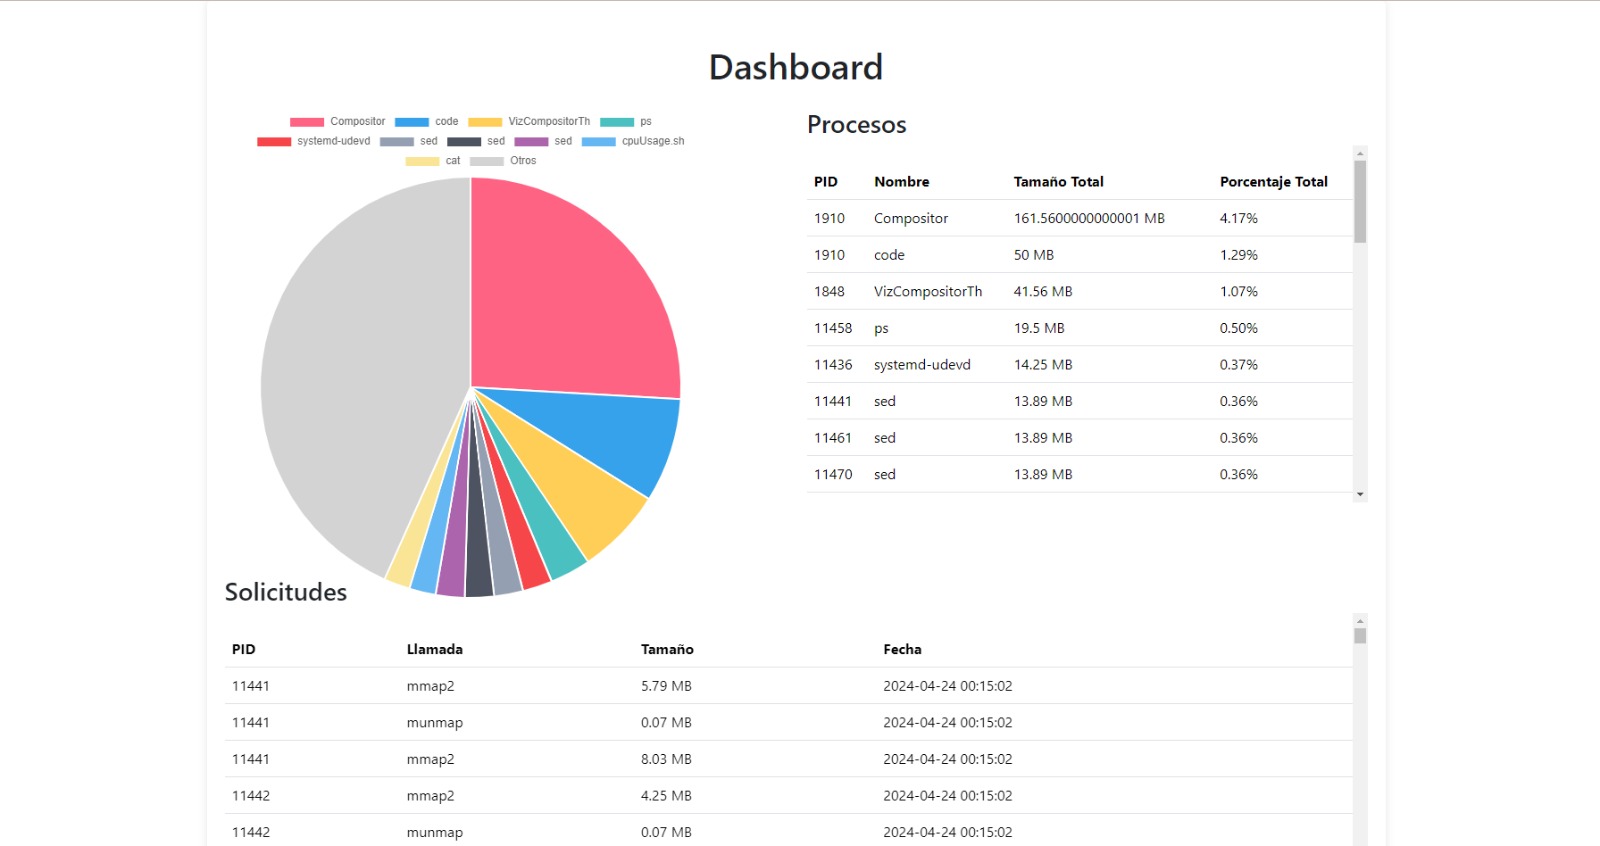 Dashboard
Compositor code VizCompositorTh ps
systemd-udevd sed sed sed cpuUsage.sh
cat Otros
Procesos
PID Nombre Tamaño Total Porcentaje Total
1910 Compositor 161.5600000000001 MB 4.17%
1910 code 50 MB 1.29%
1848 VizCompositorTh 41.56 MB 1.07%
11458 ps 19.5 MB 0.50%
11436 systemd-udevd 14.25 MB 0.37%
11441 sed 13.89 MB 0.36%
11461 sed 13.89 MB 0.36%
11470 sed 13.89 MB 0.36%
Solicitudes
PID Llamada Tamaño Fecha
11441 mmap2 5.79 MB 2024-04-24 00:15:02
11441 munmap 0.07 MB 2024-04-24 00:15:02
11441 mmap2 8.03 MB 2024-04-24 00:15:02
11442 mmap2 4.25 MB 2024-04-24 00:15:02
11442 munmap 0.07 MB 2024-04-24 00:15:02